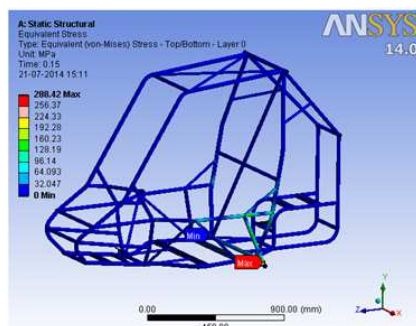 A: Static Structural
Equivalent Stress
Type: Equivalent (von-Mises) Stress - Top/Bottom - Layer 0
Unit: MPa
Time: 0.15
21-07-2014 15:11
288.42 Max
256.37
224.33
192.28
160.23
128.19
96.14
64.093
32.047
0 Min
ANSYS
14.0
Min
Max
0.00
900.00 (mm)
450.00
Y
Z
X